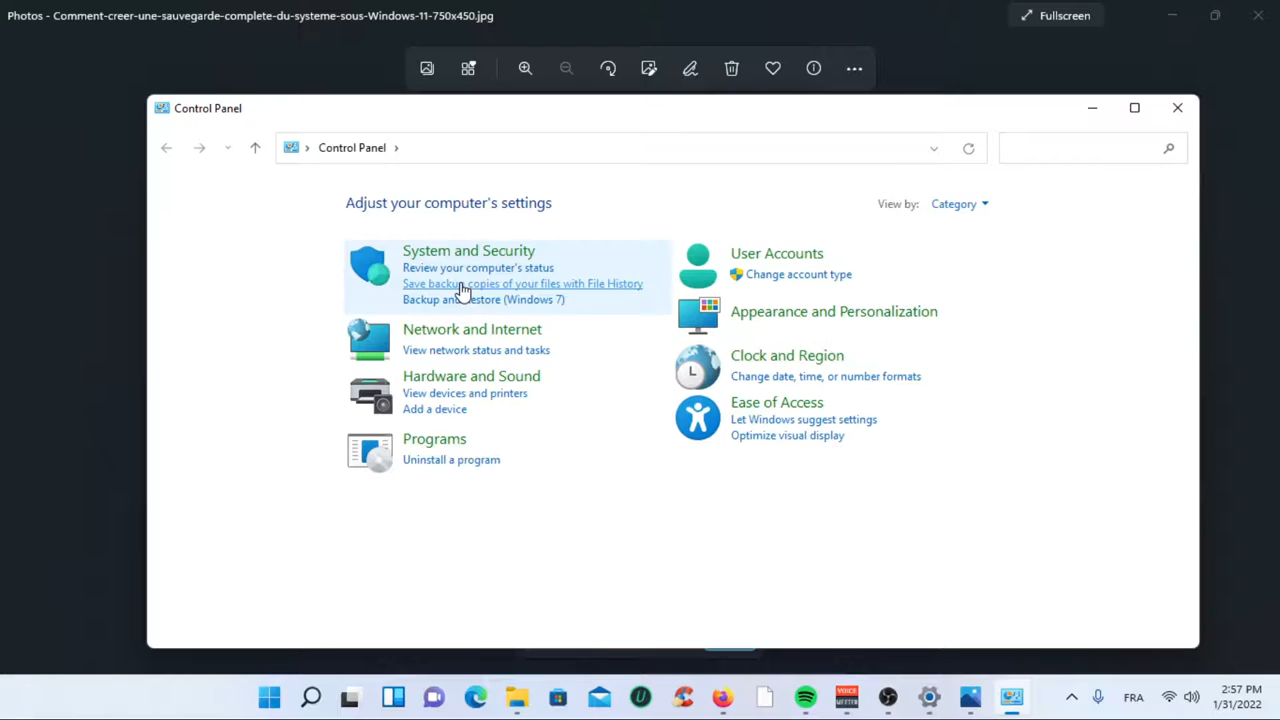 Photos - Comment-creer-une-sauvegarde-complete-du-systeme-sous-Windows-11-750x450.jpg
Fullscreen
Control Panel
Control Panel
Adjust your computer's settings
View by: Category
System and Security
Review your computer's status
Save backup copies of your files with File History
Backup and Restore (Windows 7)
Network and Internet
View network status and tasks
Hardware and Sound
View devices and printers
Add a device
Programs
Uninstall a program
User Accounts
Change account type
Appearance and Personalization
Clock and Region
Change date, time, or number formats
Ease of Access
Let Windows suggest settings
Optimize visual display
VOICE
MEETER
FRA
2:57 PM
1/31/2022